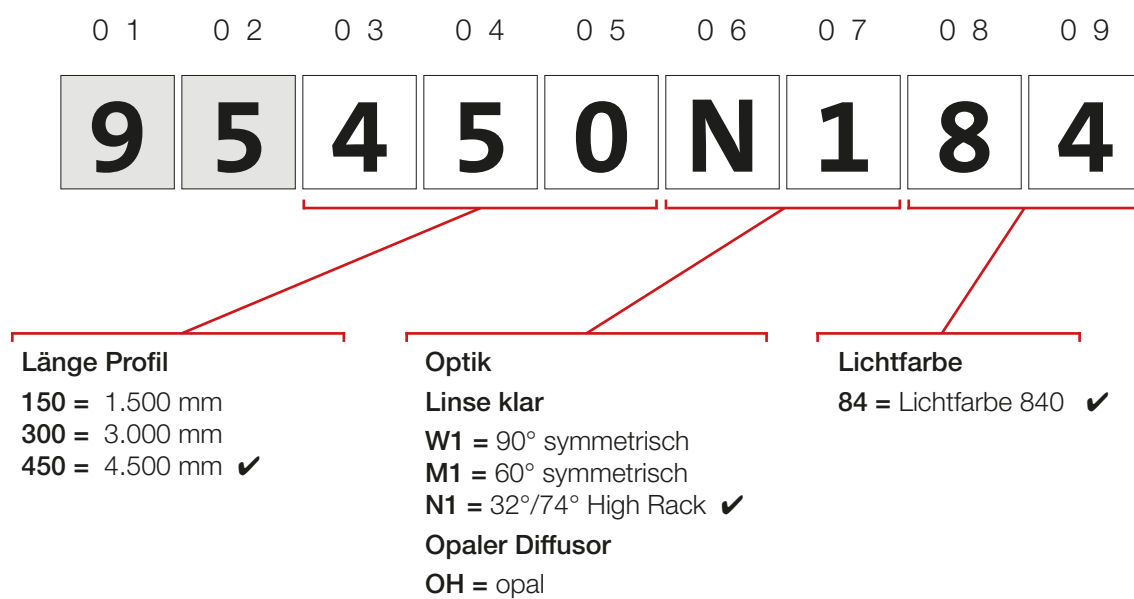 01 02 03 04 05 06 07 08 09
9 5 4 5 0 N 1 8 4
Länge Profil
150 = 1.500 mm
300 = 3.000 mm
450 = 4.500 mm ✔
Optik
Linse klar
W1 = 90° symmetrisch
M1 = 60° symmetrisch
N1 = 32°/74° High Rack ✔
Opaler Diffusor
OH = opal
Lichtfarbe
84 = Lichtfarbe 840 ✔